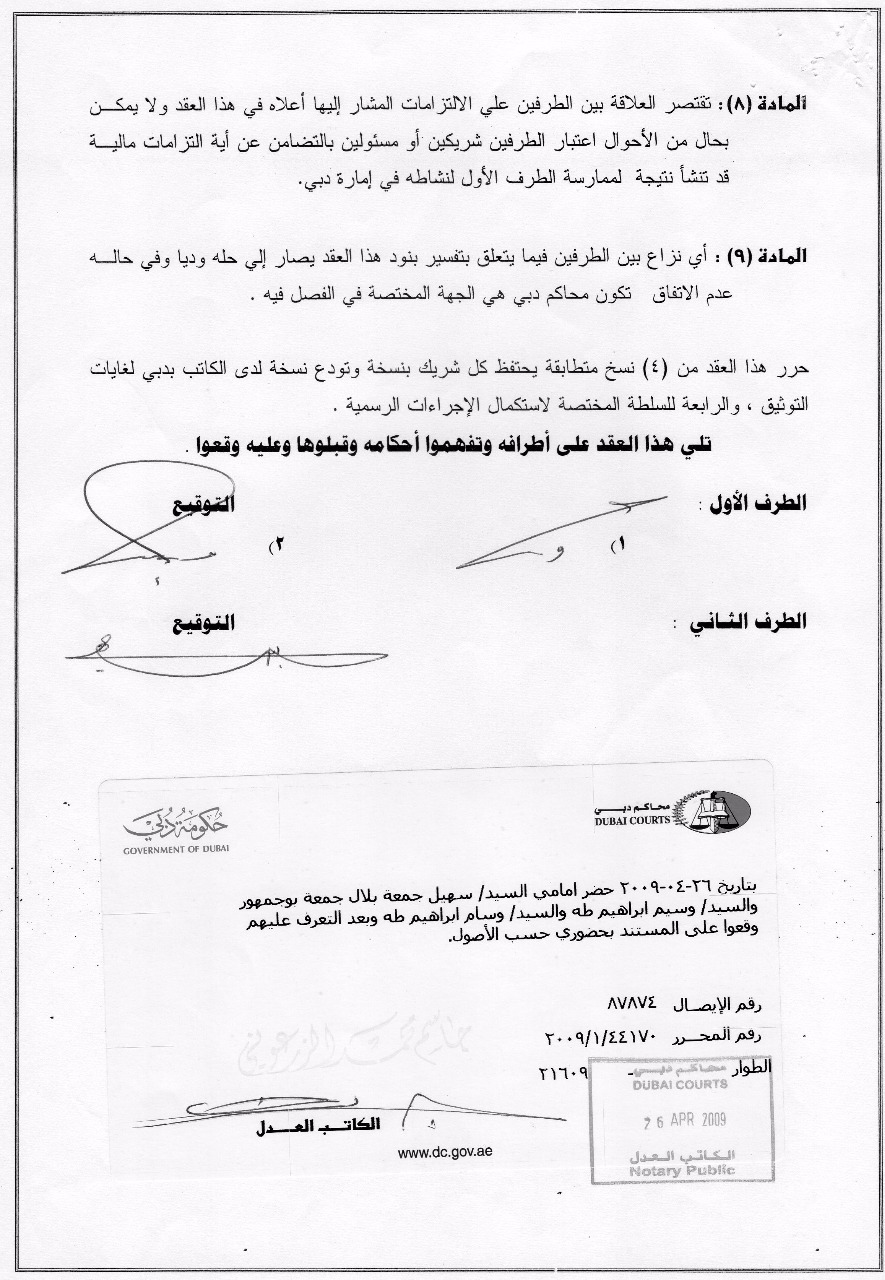 المادة (٨): تقتصر العلاقة بين الطرفين علي الالتزامات المشار إليها أعلاه في هذا العقد ولا يمكن
بحال من الأحوال اعتبار الطرفين شريكين أو مسئولين بالتضامن عن أية التزامات مالية
قد تنشأ نتيجة لممارسة الطرف الأول لنشاطه في إمارة دبي.
المادة (٩) : أي نزاع بين الطرفين فيما يتعلق بتفسير بنود هذا العقد يصار إلي حله وديا وفي حاله
عدم الاتفاق تكون محاكم دبي هي الجهة المختصة في الفصل فيه .
حرر هذا العقد من (٤) نسخ متطابقة يحتفظ كل شريك بنسخة وتودع نسخة لدى الكاتب بدبي لغايات
التوثيق ، والرابعة للسلطة المختصة لاستكمال الإجراءات الرسمية .
تلي هذا العقد على أطرافه وتفهموا أحكامه وقبلوها وعليه وقعوا .
الطرف الأول : التوقيع
١) ٢)
الطرف الثاني : التوقيع
محاكم دبي
DUBAI COURTS
حكومة دبي
GOVERNMENT OF DUBAI
بتاريخ ٢٦-٠٤-٢٠٠٩ حضر امامي السيد/ سهيل جمعة بلال جمعة بوجمهور
والسيد/ وسيم ابراهيم طه والسيد/ وسام ابراهيم طه وبعد التعرف عليهم
وقعوا على المستند بحضوري حسب الأصول.
رقم الإيصال ٨٧٨٧٤
رقم المحرر ٢٠٠٩/١/٤٤١٧٠
الطوار - ٢١٦٠٩
محاكم دبي
DUBAI COURTS
26 APR 2009
الكاتب العدل
Notary Public
الكاتب العدل
www.dc.gov.ae